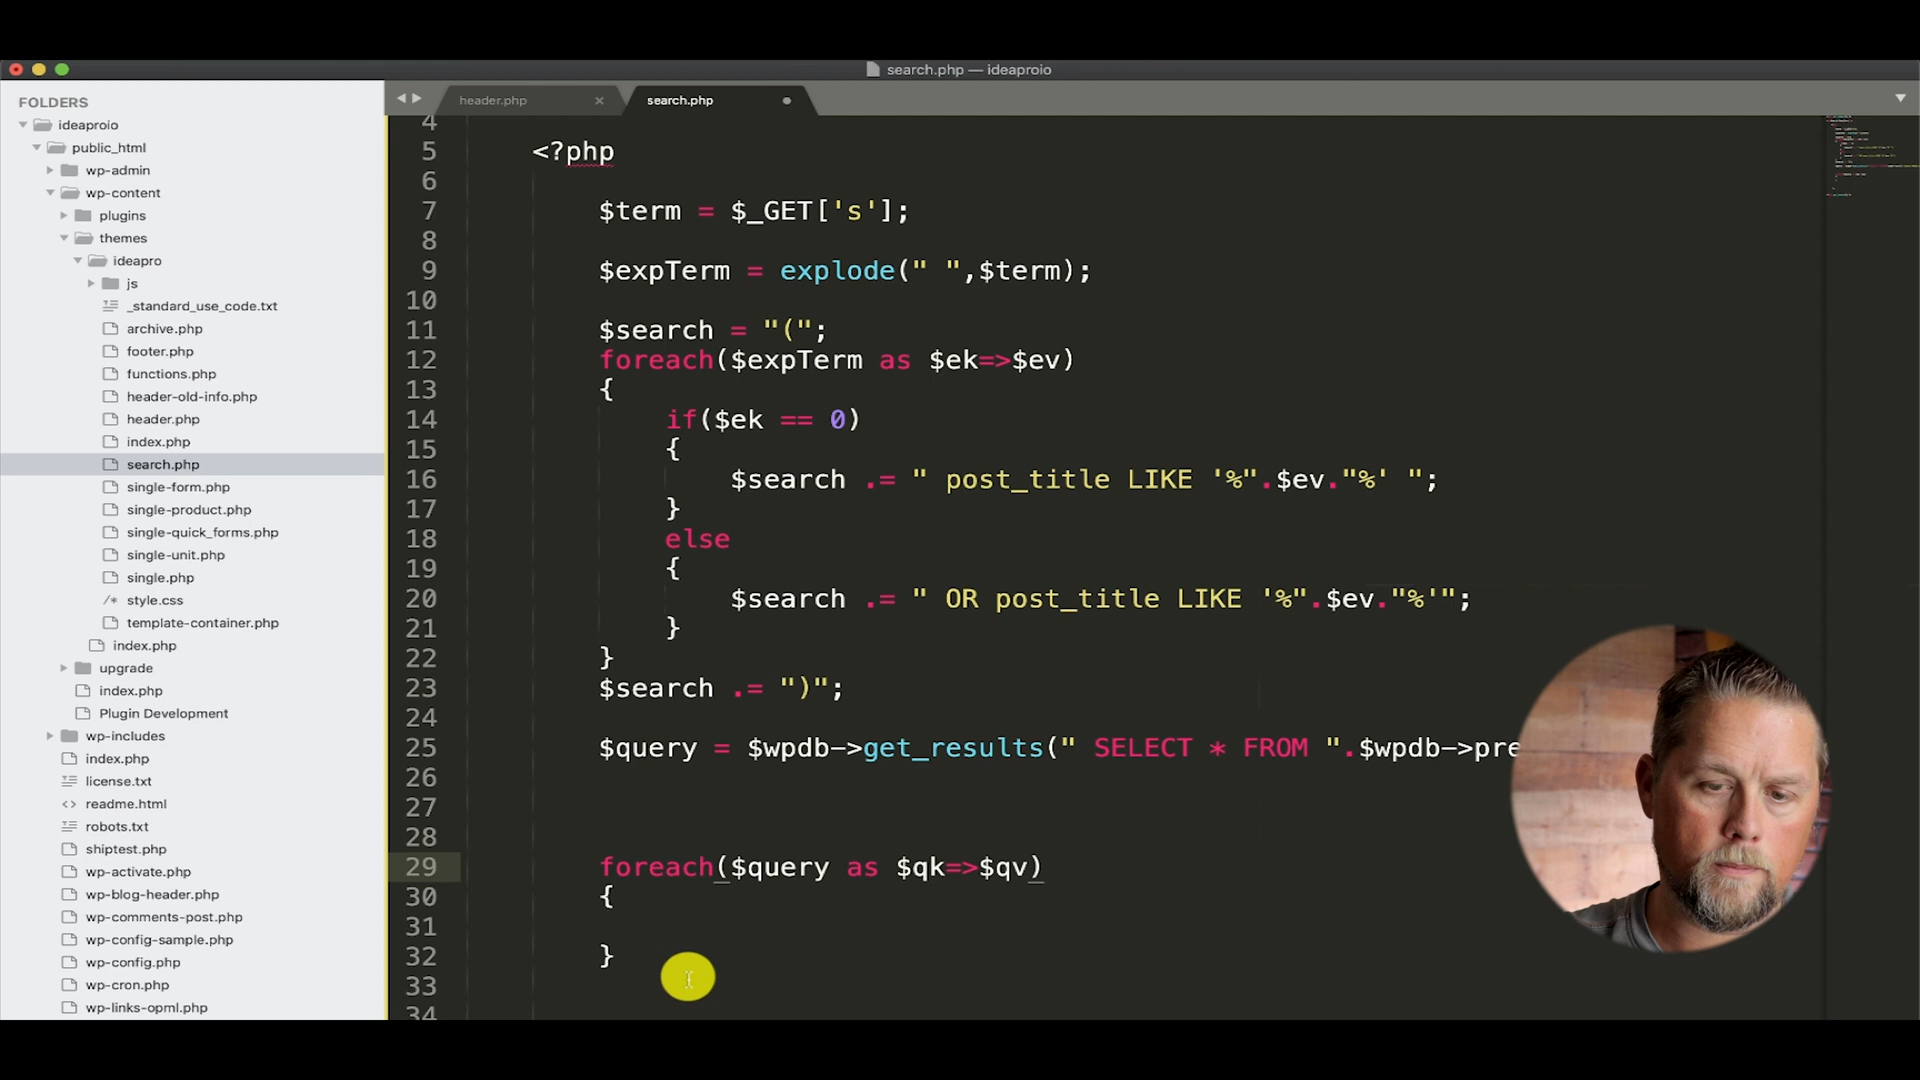 search.php — ideaproio
FOLDERS
ideaproio
public_html
wp-admin
wp-content
plugins
themes
ideapro
js
_standard_use_code.txt
archive.php
footer.php
functions.php
header-old-info.php
header.php
index.php
search.php
single-form.php
single-product.php
single-quick_forms.php
single-unit.php
single.php
/* style.css
template-container.php
index.php
upgrade
index.php
Plugin Development
wp-includes
index.php
license.txt
<> readme.html
robots.txt
shiptest.php
wp-activate.php
wp-blog-header.php
wp-comments-post.php
wp-config-sample.php
wp-config.php
wp-cron.php
wp-links-opml.php
header.php ×
search.php
4
5 <?php
6
7 $term = $_GET['s'];
8
9 $expTerm = explode(" ",$term);
10
11 $search = "(";
12 foreach($expTerm as $ek=>$ev)
13 {
14 if($ek == 0)
15 {
16 $search .= " post_title LIKE '%".$ev."%' ";
17 }
18 else
19 {
20 $search .= " OR post_title LIKE '%".$ev."%'";
21 }
22 }
23 $search .= ")";
24
25 $query = $wpdb->get_results(" SELECT * FROM ".$wpdb->pre
26
27
28
29 foreach($query as $qk=>$qv)
30 {
31
32 }
33
34